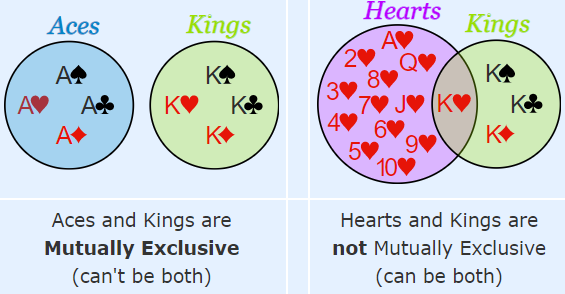 Aces Kings
A♠
A♥ A♣
A♦
K♠
K♥ K♣
K♦
Aces and Kings are
Mutually Exclusive
(can't be both)
Hearts Kings
A♥
2♥ Q♥
8♥
3♥
7♥ J♥
4♥ 6♥
5♥ 9♥
10♥
K♥
K♠
K♣
K♦
Hearts and Kings are
not Mutually Exclusive
(can be both)